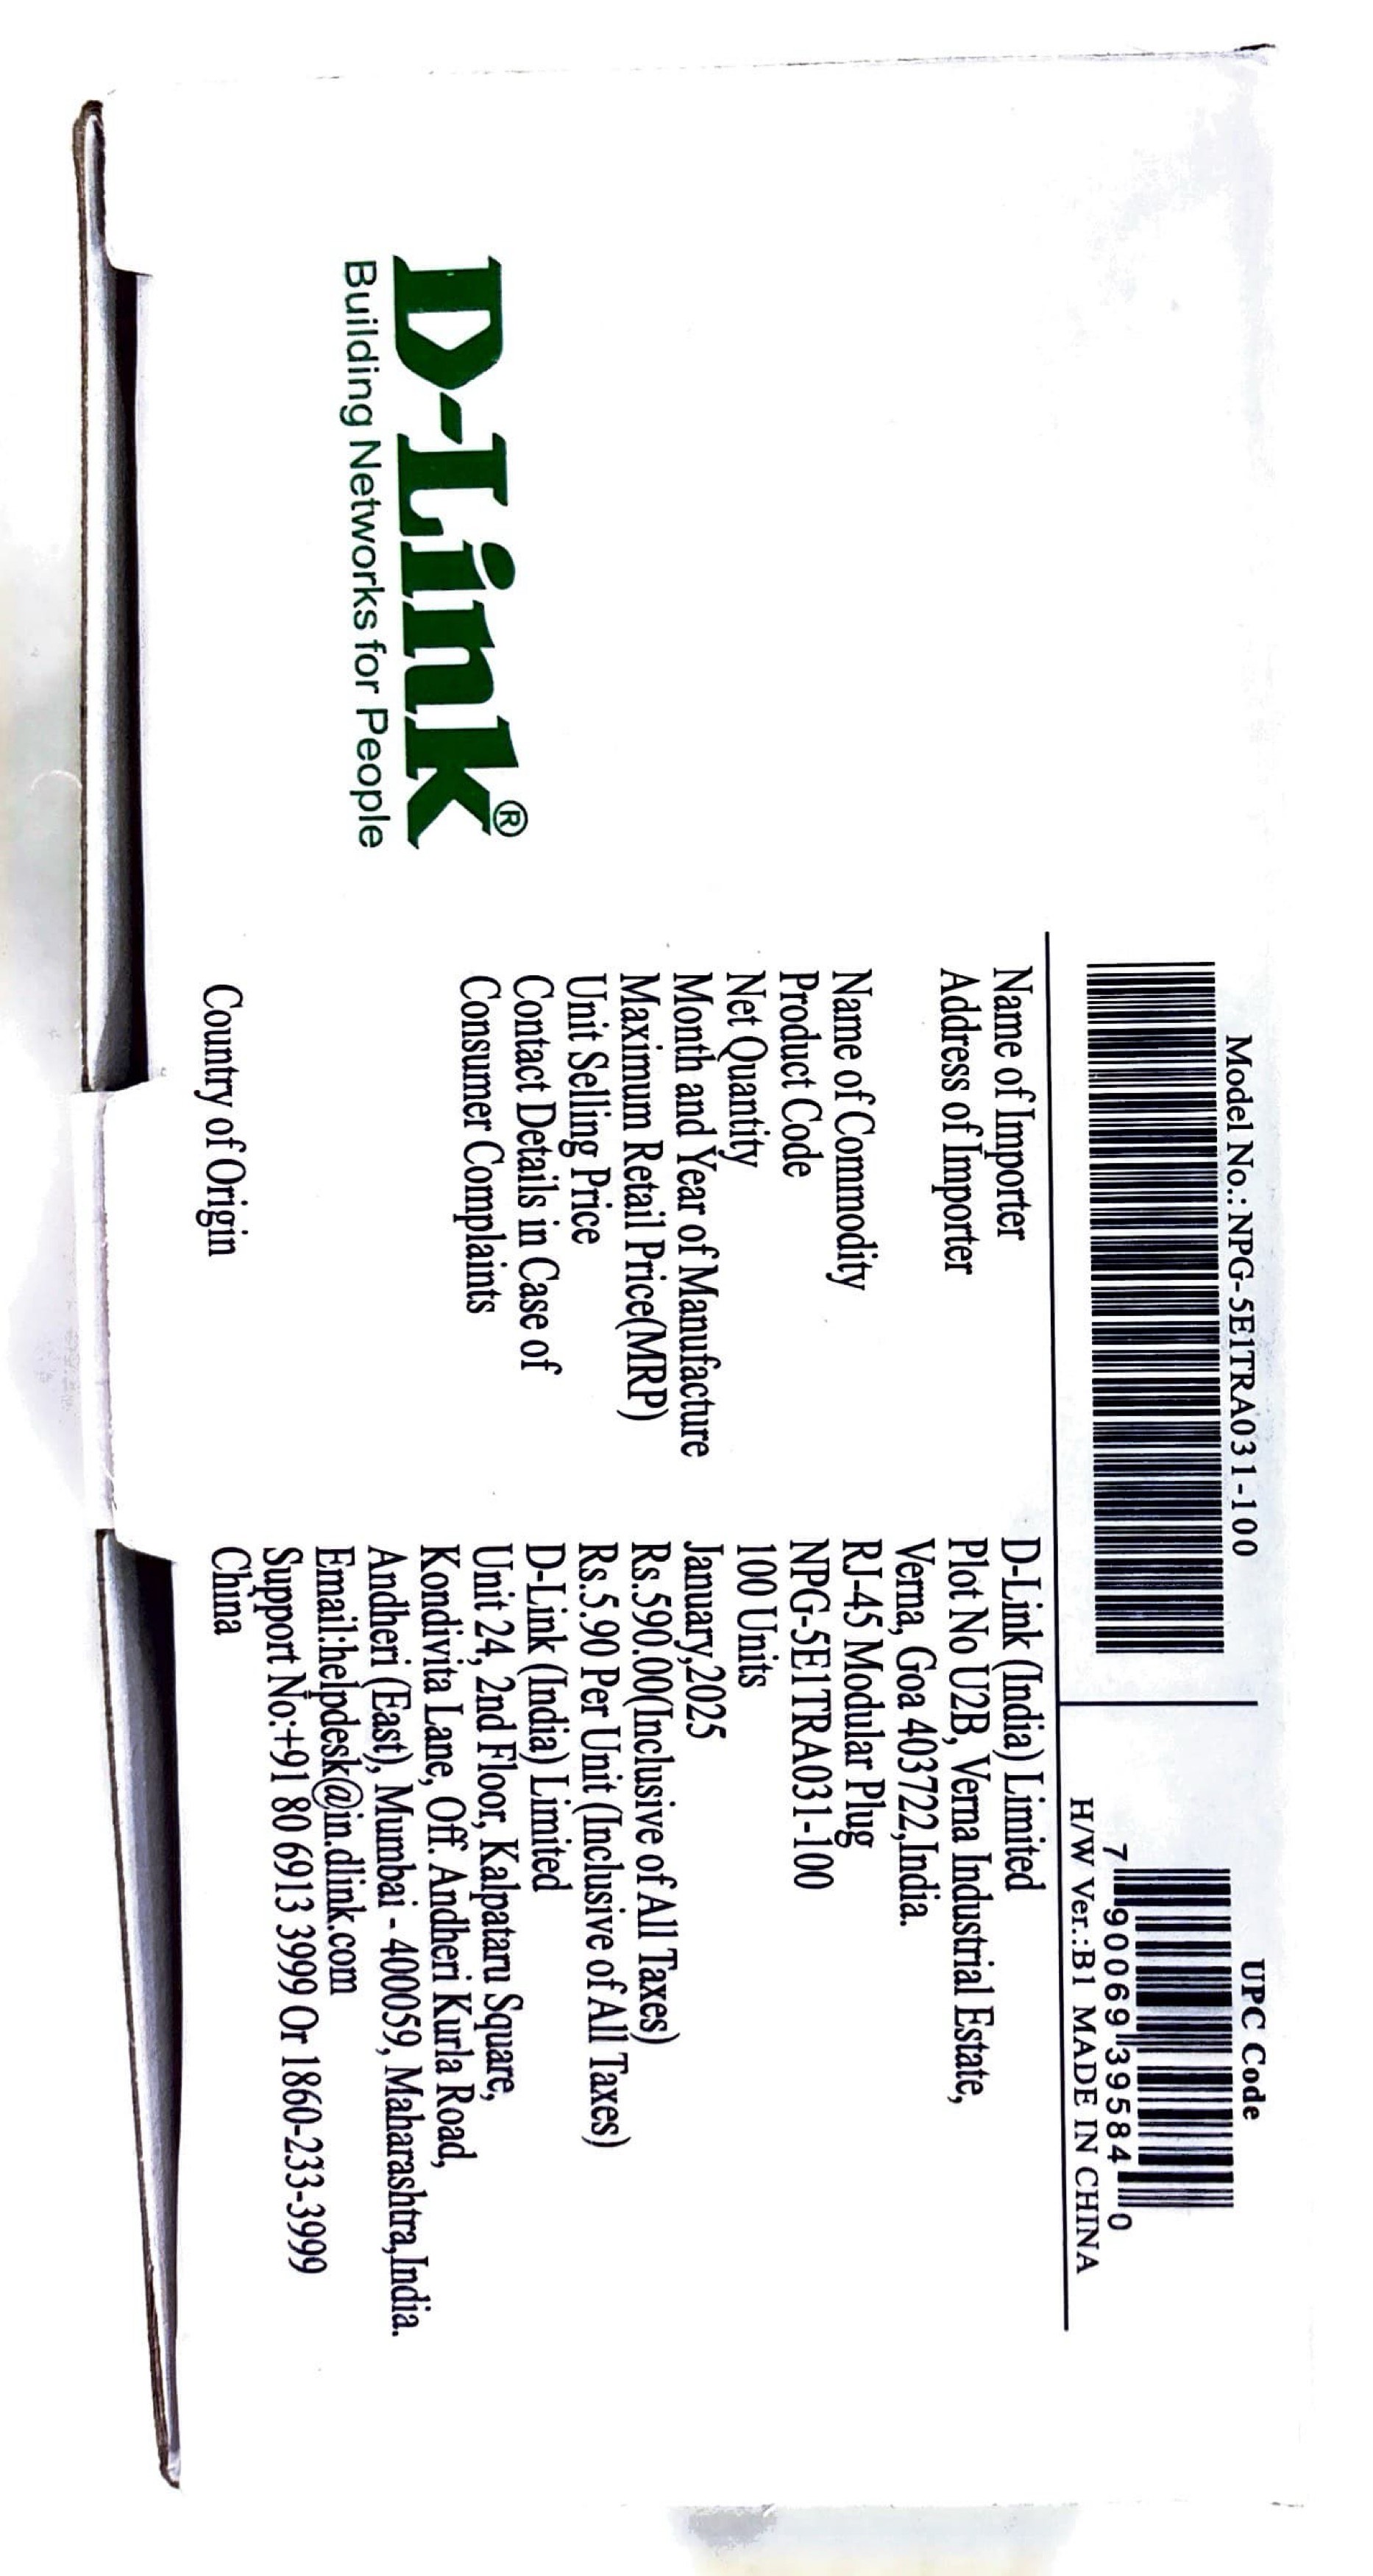 Model No.: NPG-5E1TRA031-100
UPC Code
7 90069 39584 0
H/W Ver.:B1 MADE IN CHINA
Name of Importer D-Link (India) Limited
Address of Importer Plot No U2B, Verna Industrial Estate,
Verna, Goa 403722,India.
Name of Commodity RJ-45 Modular Plug
Product Code NPG-5E1TRA031-100
Net Quantity 100 Units
Month and Year of Manufacture January,2025
Maximum Retail Price(MRP) Rs.590.00(Inclusive of All Taxes)
Unit Selling Price Rs.5.90 Per Unit (Inclusive of All Taxes)
Contact Details in Case of D-Link (India) Limited
Consumer Complaints Unit 24, 2nd Floor, Kalpataru Square,
Kondivita Lane, Off. Andheri Kurla Road,
Andheri (East), Mumbai - 400059, Maharashtra,India.
Email:helpdesk@in.dlink.com
Support No.:+91 80 6913 3999 Or 1860-233-3999
Country of Origin China
D-Link®
Building Networks for People